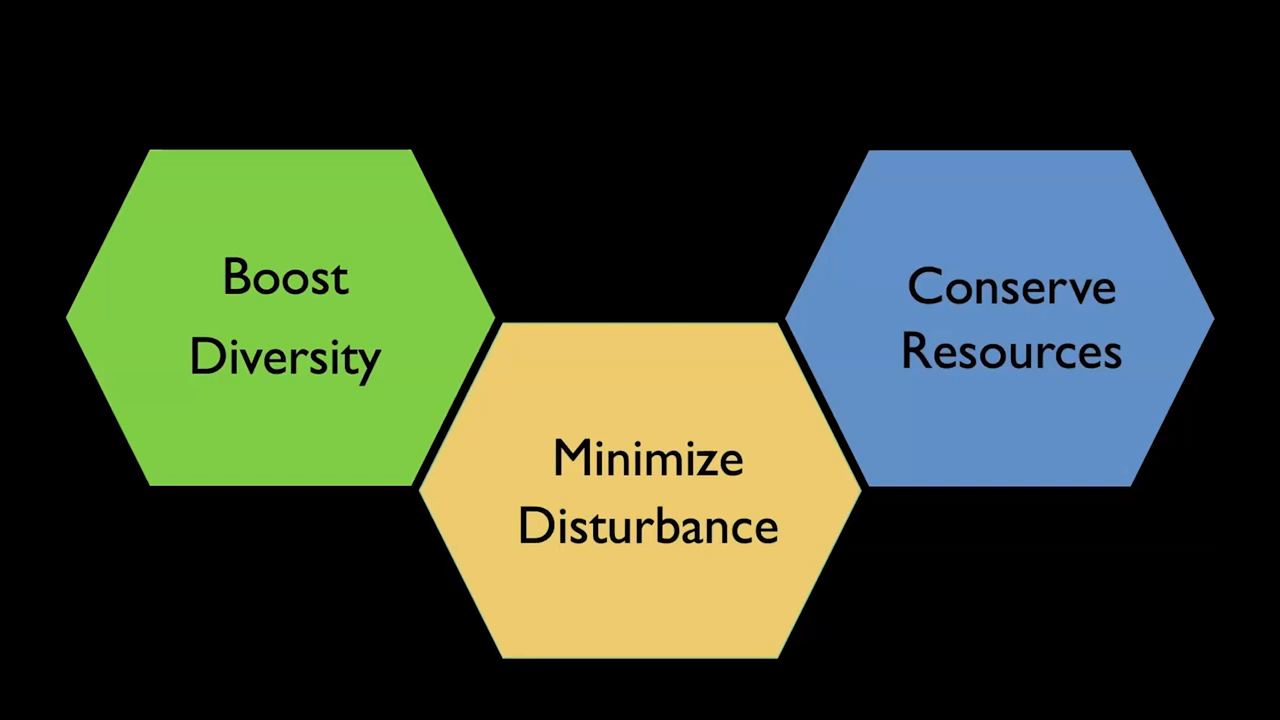 Boost
Diversity
Minimize
Disturbance
Conserve
Resources